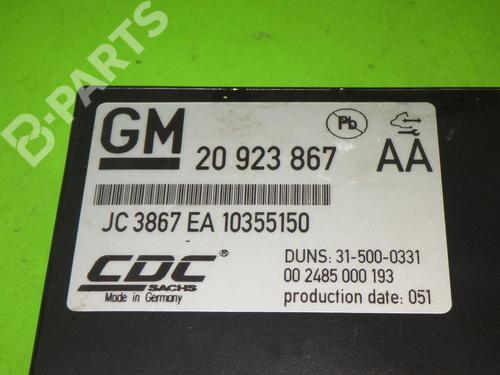 B-PARTS
GM
20 923 867
Pb
AA
JC 3867 EA 10355150
CDC®
SACHS
Made in Germany
DUNS: 31-500-0331
00 2485 000 193
production date: 051